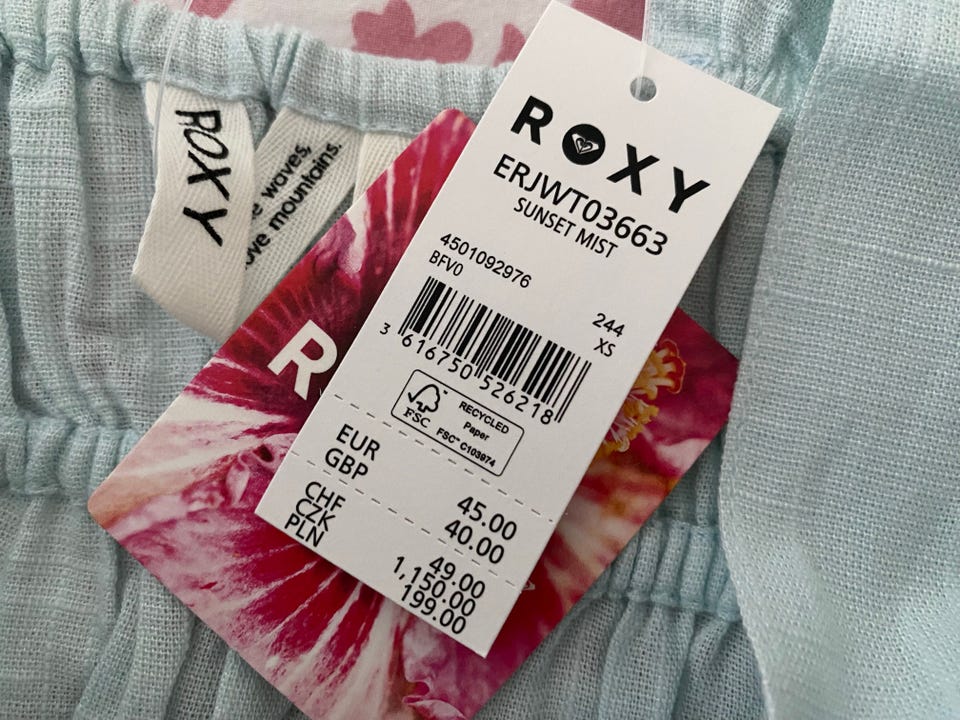 ROXY
ERJWT03663
SUNSET MIST
4501092976
BFV0
244
XS
3 616750 526218
FSC
RECYCLED
Paper
FSC™ C103974
EUR 45.00
GBP 40.00
CHF 49.00
CZK 1,150.00
PLN 199.00
ROXY
waves,
mountains.
R